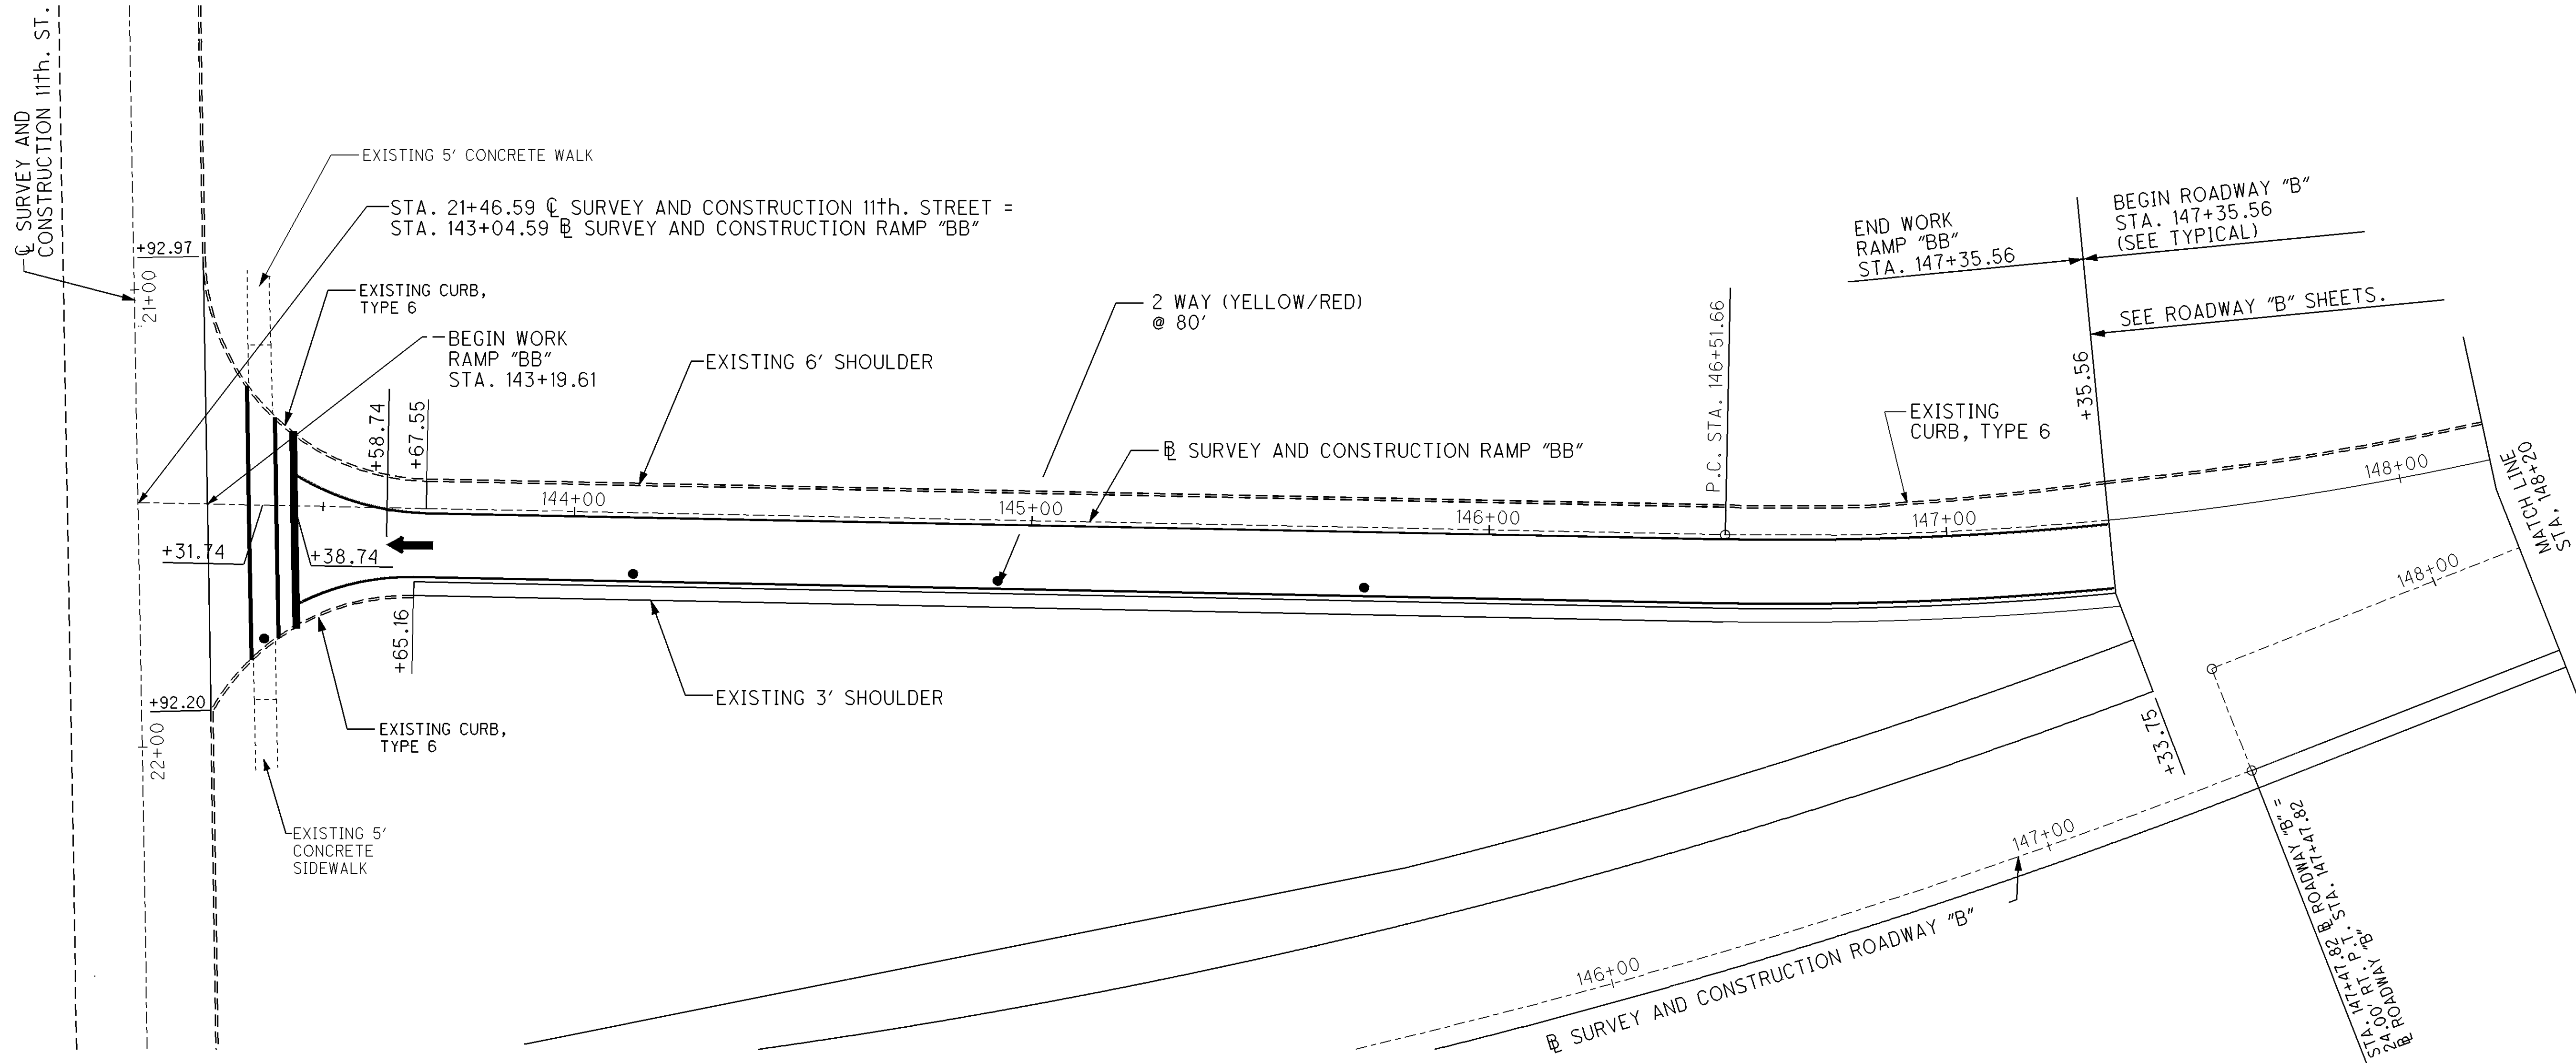 ℄ SURVEY AND
CONSTRUCTION 11th. ST.
EXISTING 5' CONCRETE WALK
STA. 21+46.59 ℄ SURVEY AND CONSTRUCTION 11th. STREET =
STA. 143+04.59 BL SURVEY AND CONSTRUCTION RAMP "BB"
+92.97
21+00
EXISTING CURB,
TYPE 6
BEGIN WORK
RAMP "BB"
STA. 143+19.61
+58.74
+67.55
EXISTING 6' SHOULDER
2 WAY (YELLOW/RED)
@ 80'
BL SURVEY AND CONSTRUCTION RAMP "BB"
P.C. STA. 146+51.66
END WORK
RAMP "BB"
STA. 147+35.56
BEGIN ROADWAY "B"
STA. 147+35.56
(SEE TYPICAL)
SEE ROADWAY "B" SHEETS.
+35.56
EXISTING
CURB, TYPE 6
144+00
145+00
146+00
147+00
148+00
MATCH LINE
STA. 148+20
148+00
+31.74
+38.74
+65.16
+92.20
22+00
EXISTING CURB,
TYPE 6
EXISTING 3' SHOULDER
EXISTING 5'
CONCRETE
SIDEWALK
+33.75
147+00
146+00
BL SURVEY AND CONSTRUCTION ROADWAY "B"
STA. 147+47.82 BL ROADWAY "B" =
24.00' RT. P.T. STA. 147+47.82
BL ROADWAY "B"